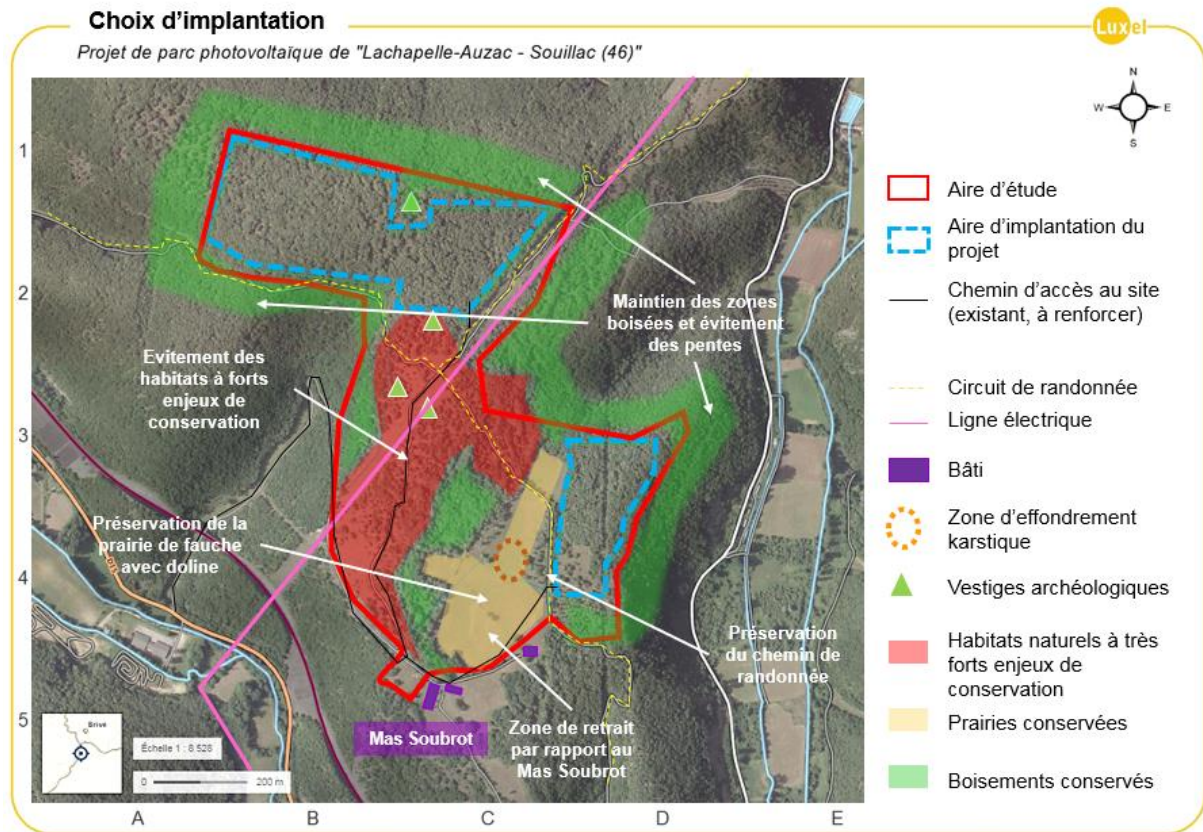 Choix d'implantation
Luxel
Projet de parc photovoltaïque de "Lachapelle-Auzac - Souillac (46)"
N
W E
S
1
2
3
4
5
A
B
C
D
E
Maintien des zones
boisées et évitement
des pentes
Evitement des
habitats à forts
enjeux de
conservation
Préservation de la
prairie de fauche
avec doline
Préservation
du chemin de
randonnée
Zone de retrait
par rapport au
Mas Soubrot
Mas Soubrot
Brive
Échelle 1 : 8 528
0 200 m
Aire d'étude
Aire d'implantation du
projet
Chemin d'accès au site
(existant, à renforcer)
Circuit de randonnée
Ligne électrique
Bâti
Zone d'effondrement
karstique
Vestiges archéologiques
Habitats naturels à très
forts enjeux de
conservation
Prairies conservées
Boisements conservés